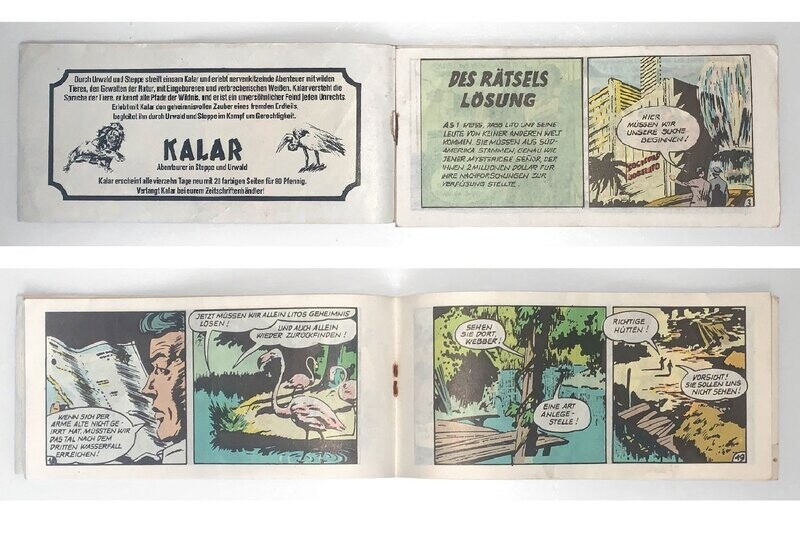 Durch Urwald und Steppe streift einsam Kalar und erlebt nervenkitzelnde Abenteuer mit wilden
Tieren, den Gewalten der Natur, mit Eingeborenen und verbrecherischen Weißen. Kalar versteht die
Sprache der Tiere, er kennt alle Pfade der Wildnis, und er ist ein unversöhnlicher Feind jeden Unrechts.
Erlebt mit Kalar den geheimnisvollen Zauber eines fremden Erdteils,
begleitet ihn durch Urwald und Steppe im Kampf um Gerechtigkeit.
KALAR
Abenteurer in Steppe und Urwald
Kalar erscheint alle vierzehn Tage neu mit 28 farbigen Seiten für 80 Pfennig.
Verlangt Kalar bei eurem Zeitschriftenhändler!
DES RÄTSELS
LÖSUNG
DASS LITO UND SEINE
LEUTE VON KEINER ANDEREN WELT
KOMMEN. SIE MÜSSEN AUS SÜD-
AMERIKA STAMMEN, GENAU WIE
JENER MYSTERIÖSE SEÑOR, DER
IHNEN 2 MILLIONEN DOLLAR FÜR
IHRE NACHFORSCHUNGEN ZUR
VERFÜGUNG STELLTE.
HIER
MÜSSEN WIR
UNSERE SUCHE
BEGINNEN!
3
WENN SICH DER
ARME ALTE NICHT GE-
IRRT HAT, MÜSSTEN WIR
DAS TAL NACH DEM
DRITTEN WASSERFALL
ERREICHEN!
JETZT MÜSSEN WIR ALLEIN LITOS GEHEIMNIS
LÖSEN!
UND AUCH ALLEIN
WIEDER ZURÜCKFINDEN!
SEHEN
SIE DORT,
WEBBER!
EINE ART
ANLEGE-
STELLE!
RICHTIGE
HÜTTEN!
VORSICHT!
SIE SOLLEN UNS
NICHT SEHEN!
49